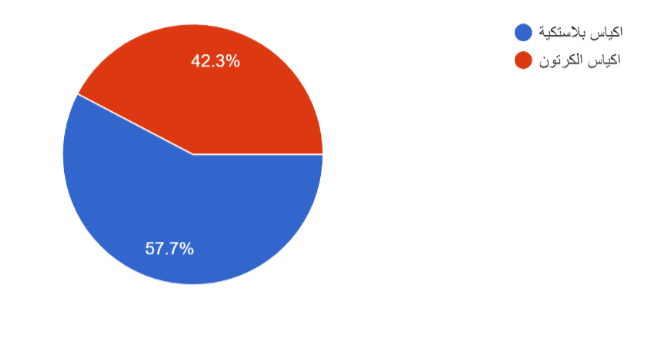 اكياس بلاستكية
اكياس الكرتون
42.3%
57.7%